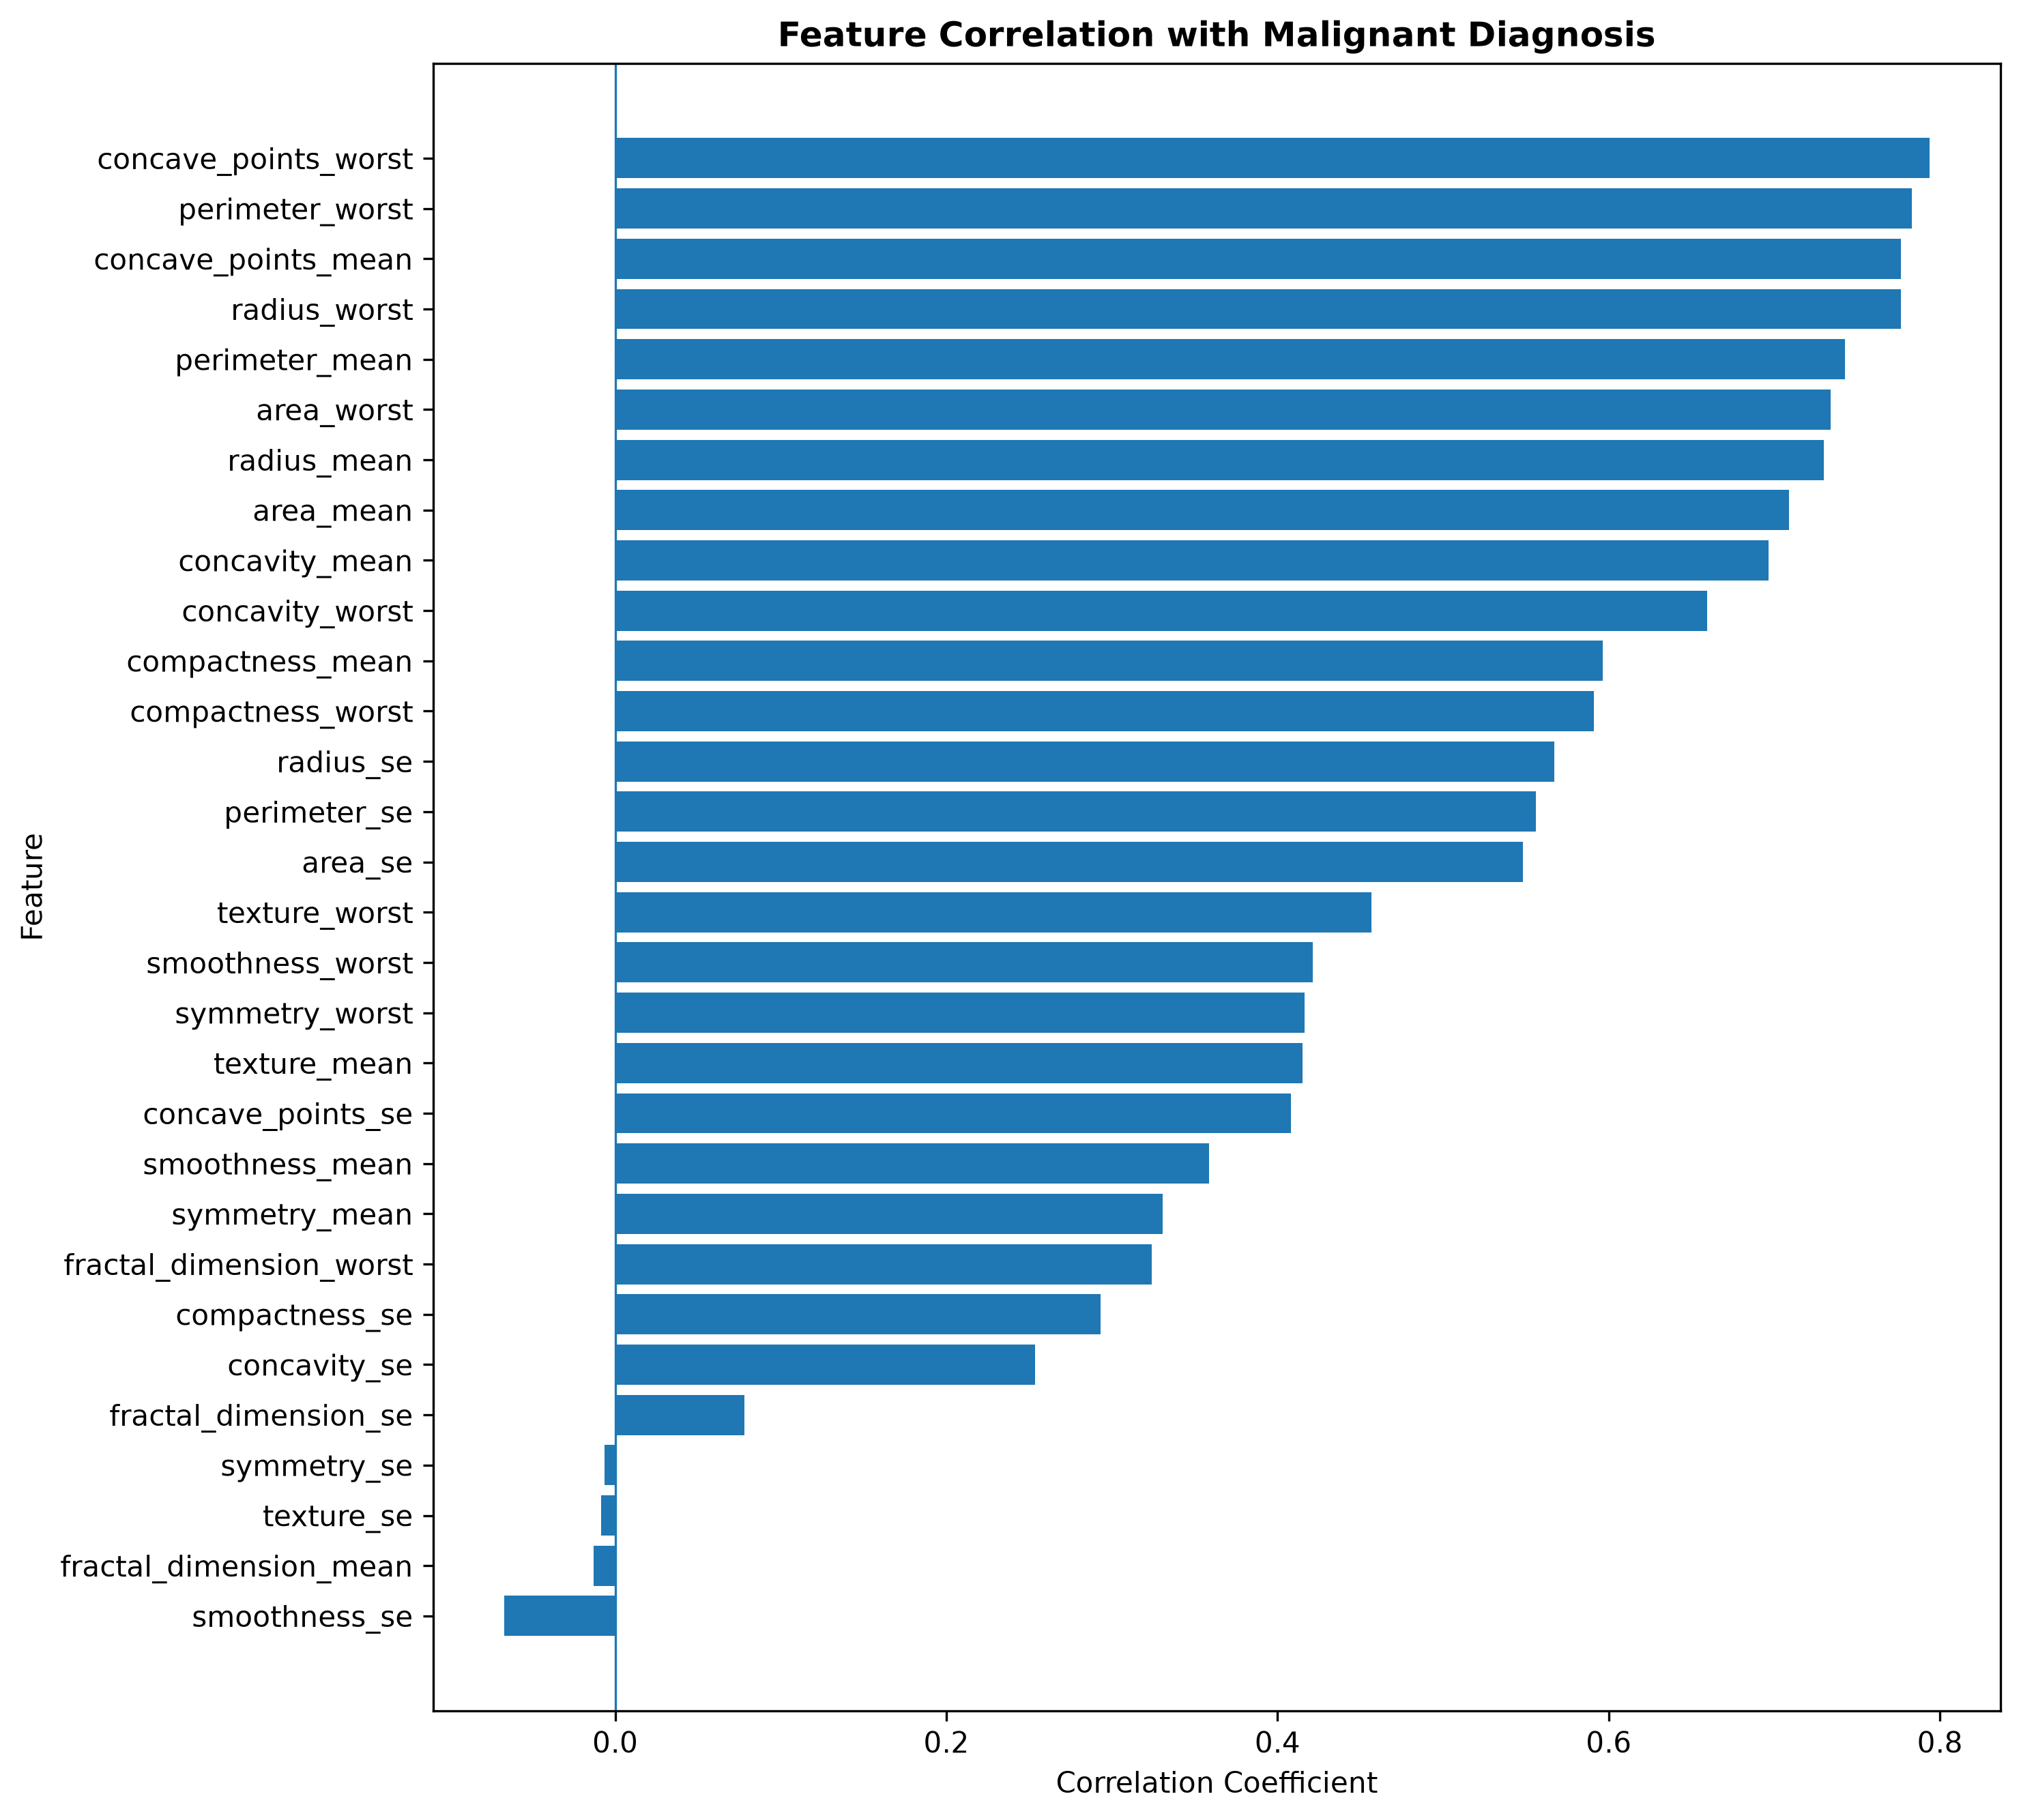 Feature Correlation with Malignant Diagnosis
Feature
concave_points_worst
perimeter_worst
concave_points_mean
radius_worst
perimeter_mean
area_worst
radius_mean
area_mean
concavity_mean
concavity_worst
compactness_mean
compactness_worst
radius_se
perimeter_se
area_se
texture_worst
smoothness_worst
symmetry_worst
texture_mean
concave_points_se
smoothness_mean
symmetry_mean
fractal_dimension_worst
compactness_se
concavity_se
fractal_dimension_se
symmetry_se
texture_se
fractal_dimension_mean
smoothness_se
0.0 0.2 0.4 0.6 0.8
Correlation Coefficient